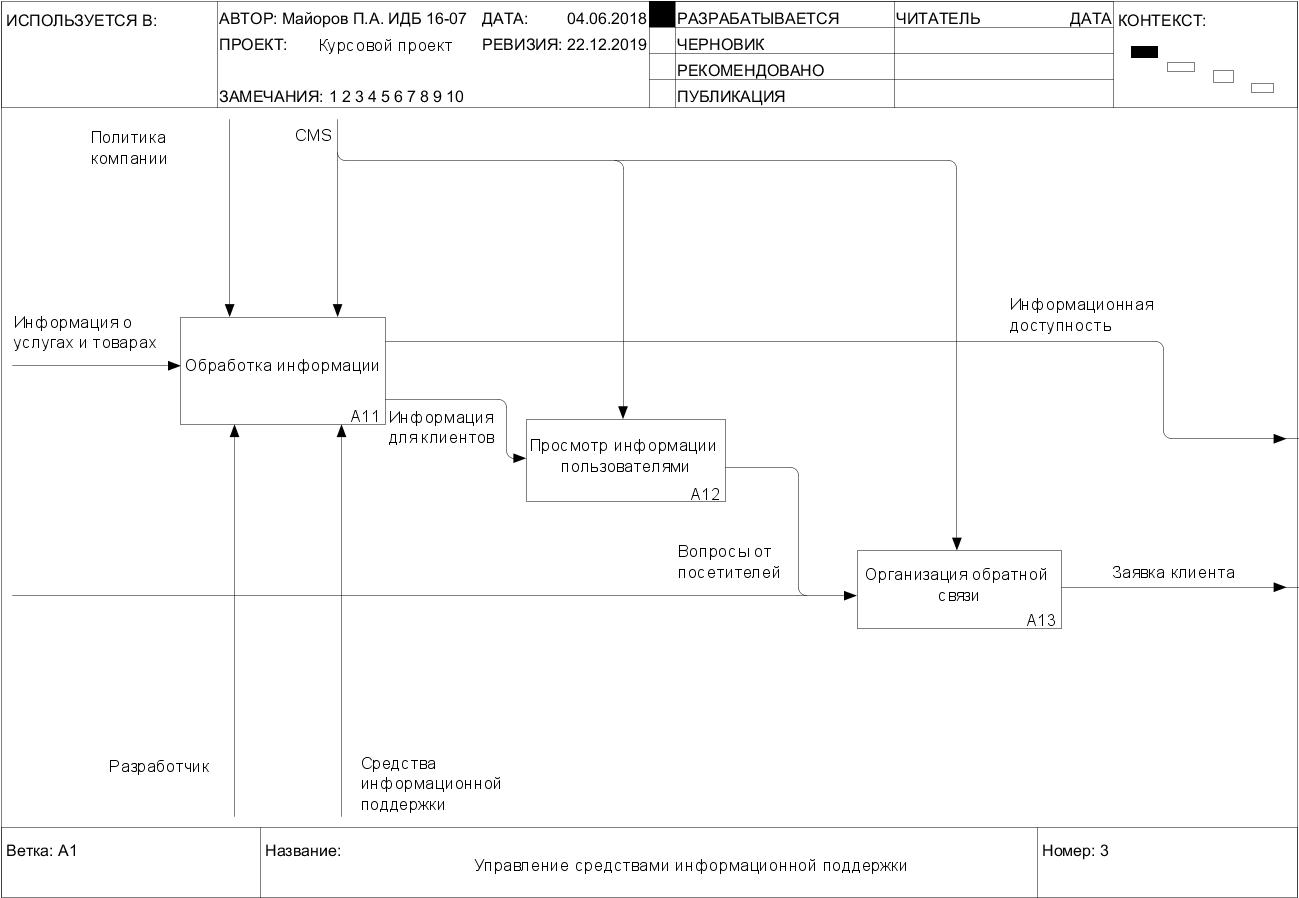 ИСПОЛЬЗУЕТСЯ В:
АВТОР: Майоров П.А. ИДБ 16-07
ДАТА: 04.06.2018
ПРОЕКТ: Курсовой проект
РЕВИЗИЯ: 22.12.2019
ЗАМЕЧАНИЯ: 1 2 3 4 5 6 7 8 9 10
РАЗРАБАТЫВАЕТСЯ
ЧЕРНОВИК
РЕКОМЕНДОВАНО
ПУБЛИКАЦИЯ
ЧИТАТЕЛЬ ДАТА
КОНТЕКСТ:
Политика
компании
CMS
Информация о
услугах и товарах
Обработка информации
A11
Информационная
доступность
Информация
для клиентов
Просмотр информации
пользователями
A12
Вопросы от
посетителей
Организация обратной
связи
A13
Заявка клиента
Разработчик
Средства
информационной
поддержки
Ветка: A1
Название:
Управление средствами информационной поддержки
Номер: 3